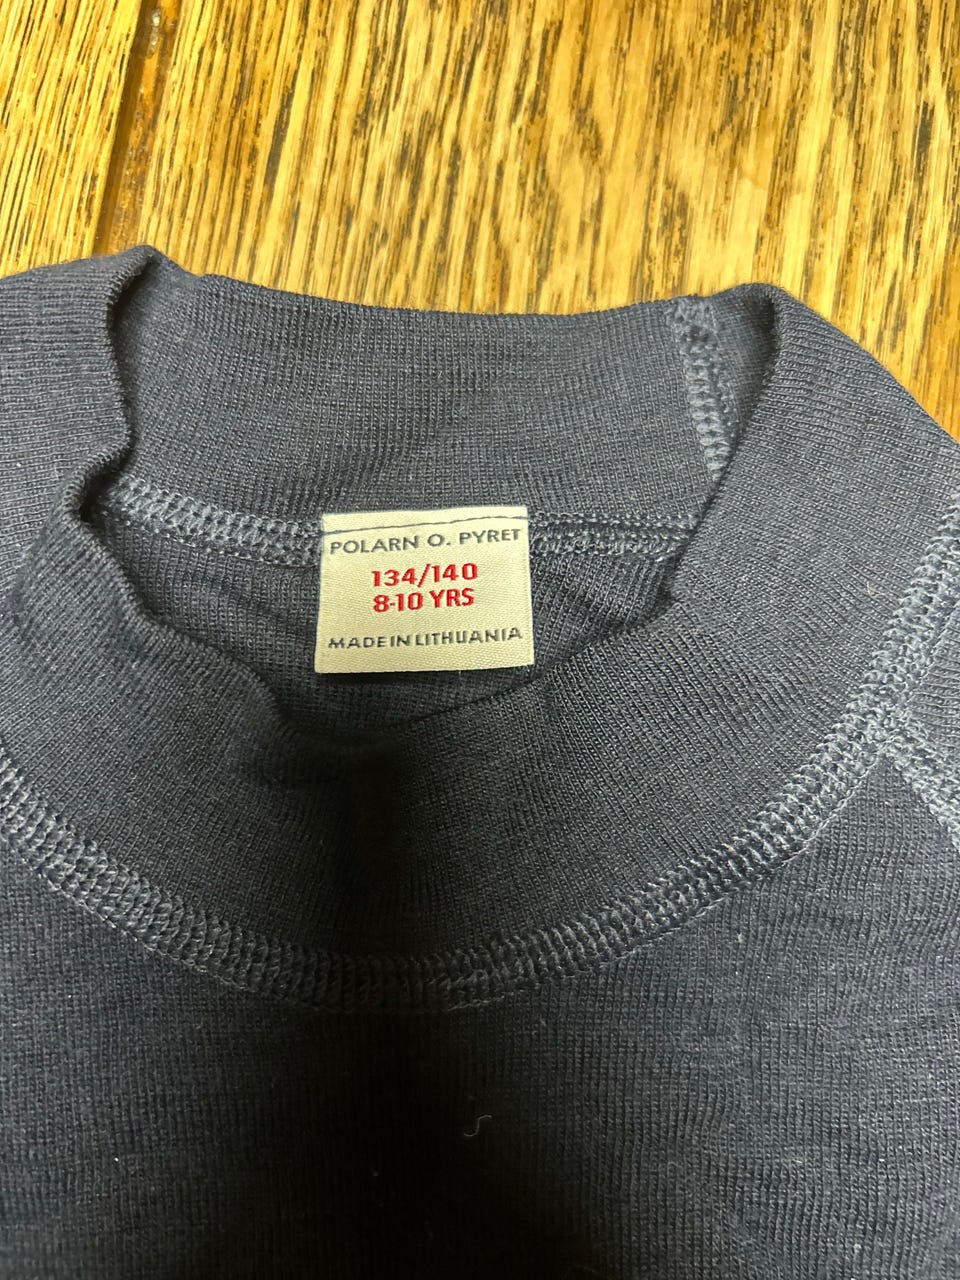 POLARN O. PYRET
134/140
8-10 YRS
MADE IN LITHUANIA